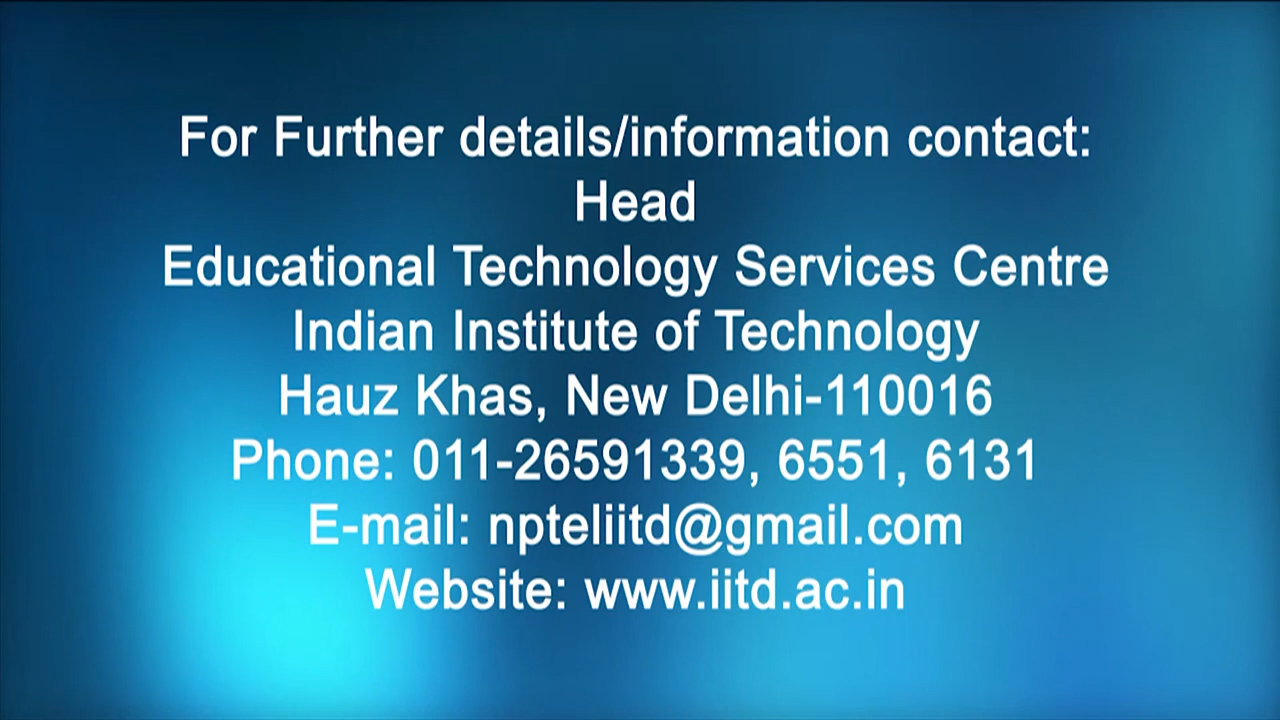 For Further details/information contact:
Head
Educational Technology Services Centre
Indian Institute of Technology
Hauz Khas, New Delhi-110016
Phone: 011-26591339, 6551, 6131
E-mail: npteliitd@gmail.com
Website: www.iitd.ac.in